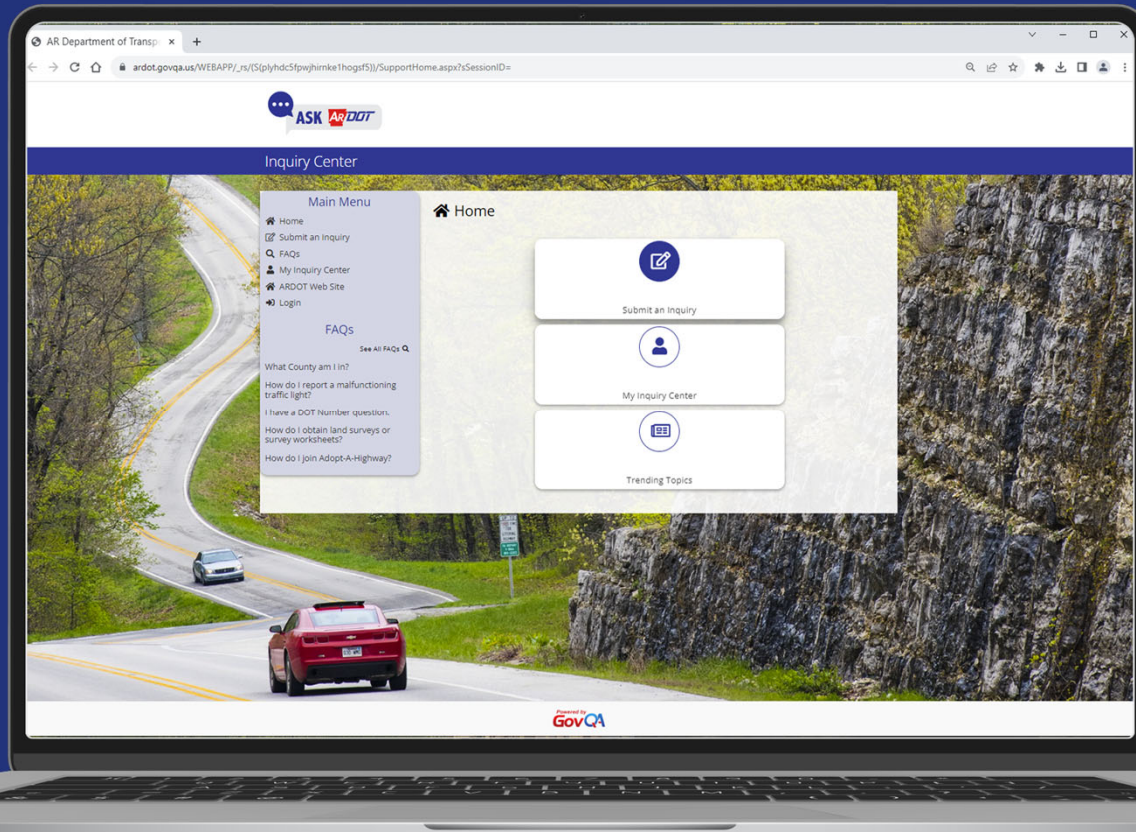 AR Department of Transp
ardot.govqa.us/WEBAPP/_rs/(S(plyhdc5fpwjhirnke1hogsf5))/SupportHome.aspx?sSessionID=
ASK ARDOT
Inquiry Center
Main Menu
Home
Submit an Inquiry
FAQs
My Inquiry Center
ARDOT Web Site
Login
FAQs
See All FAQs
What County am I in?
How do I report a malfunctioning
traffic light?
I have a DOT Number question.
How do I obtain land surveys or
survey worksheets?
How do I join Adopt-A-Highway?
Home
Submit an Inquiry
My Inquiry Center
Trending Topics
Powered by
GovQA